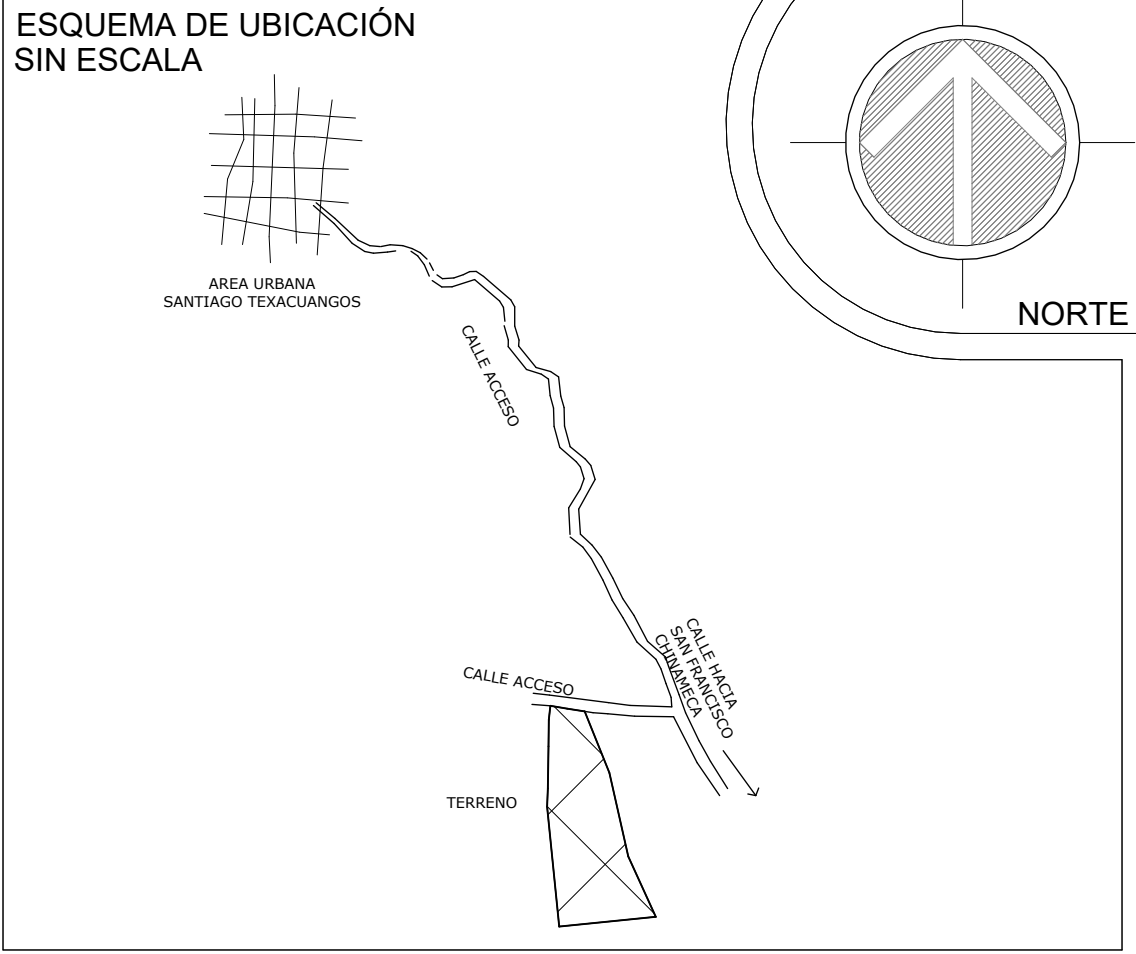 ESQUEMA DE UBICACIÓN
SIN ESCALA
NORTE
AREA URBANA
SANTIAGO TEXACUANGOS
CALLE ACCESO
CALLE HACIA
SAN FRANCISCO
CHINAMECA
CALLE ACCESO
TERRENO